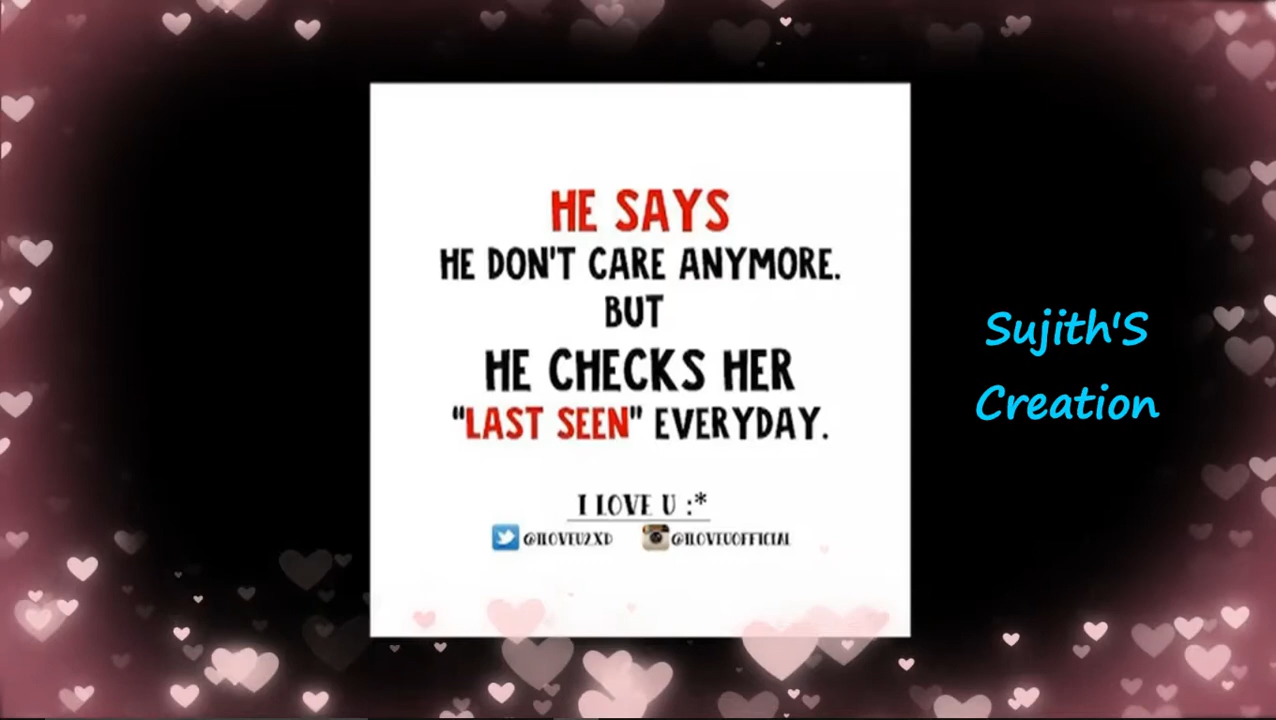 HE SAYS
HE DON'T CARE ANYMORE.
BUT
HE CHECKS HER
"LAST SEEN" EVERYDAY.
I LOVE U :*
@ILOVEU2XD @ILOVEUOFFICIAL
Sujith'S
Creation